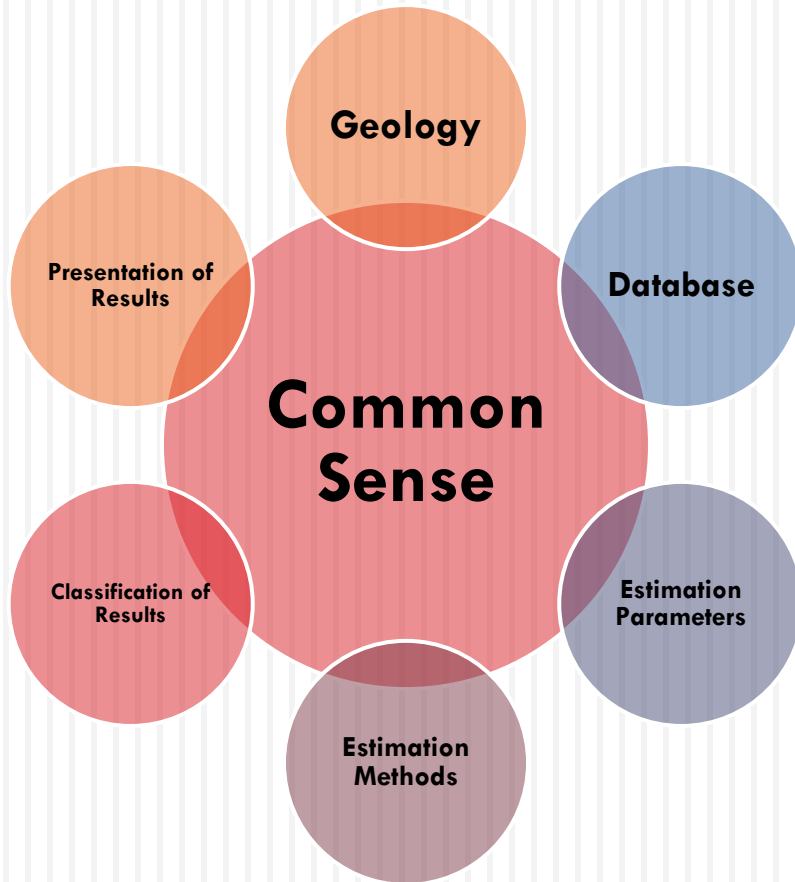 Geology
Presentation of
Results
Database
Common
Sense
Classification of
Results
Estimation
Parameters
Estimation
Methods